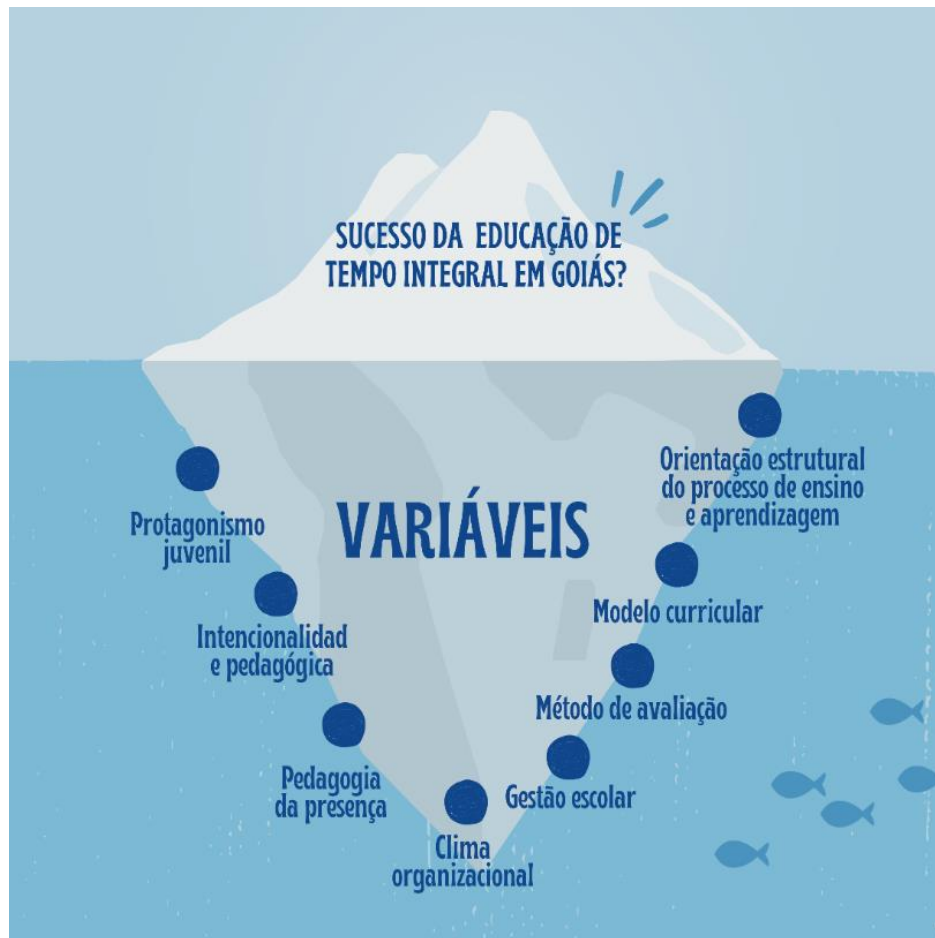 SUCESSO DA EDUCAÇÃO DE
TEMPO INTEGRAL EM GOIÁS?
VARIÁVEIS
Protagonismo
juvenil
Intencionalidad
e pedagógica
Pedagogia
da presença
Clima
organizacional
Gestão escolar
Método de avaliação
Modelo curricular
Orientação estrutural
do processo de ensino
e aprendizagem